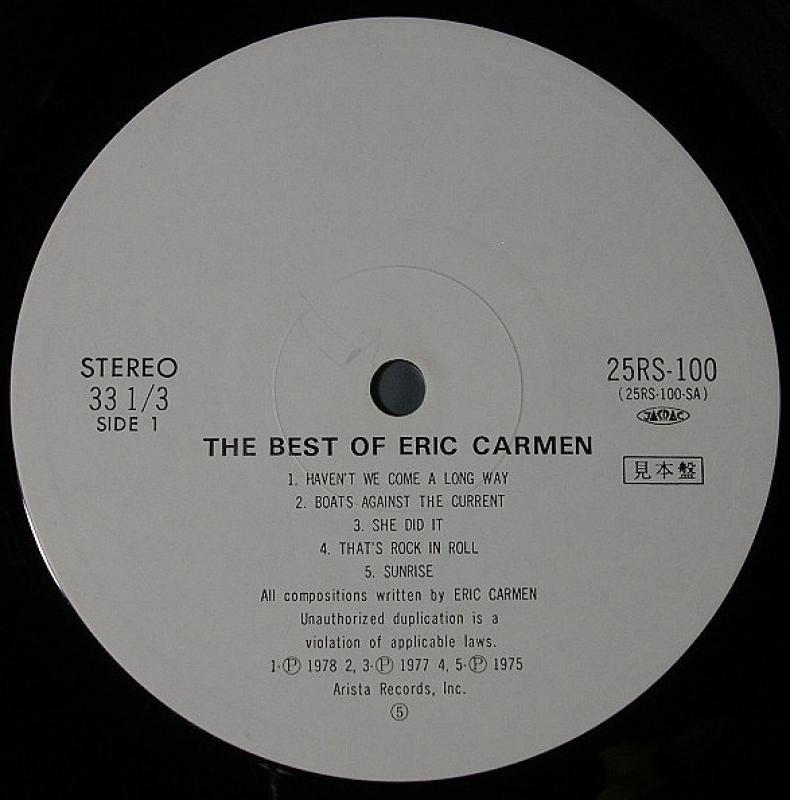 STEREO
33 1/3
SIDE 1
25RS-100
(25RS-100-SA)
JASRAC
見本盤
THE BEST OF ERIC CARMEN
1. HAVEN'T WE COME A LONG WAY
2. BOATS AGAINST THE CURRENT
3. SHE DID IT
4. THAT'S ROCK IN ROLL
5. SUNRISE
All compositions written by ERIC CARMEN
Unauthorized duplication is a
violation of applicable laws.
1-Ⓟ 1978 2, 3-Ⓟ 1977 4, 5-Ⓟ 1975
Arista Records, Inc.
⑤